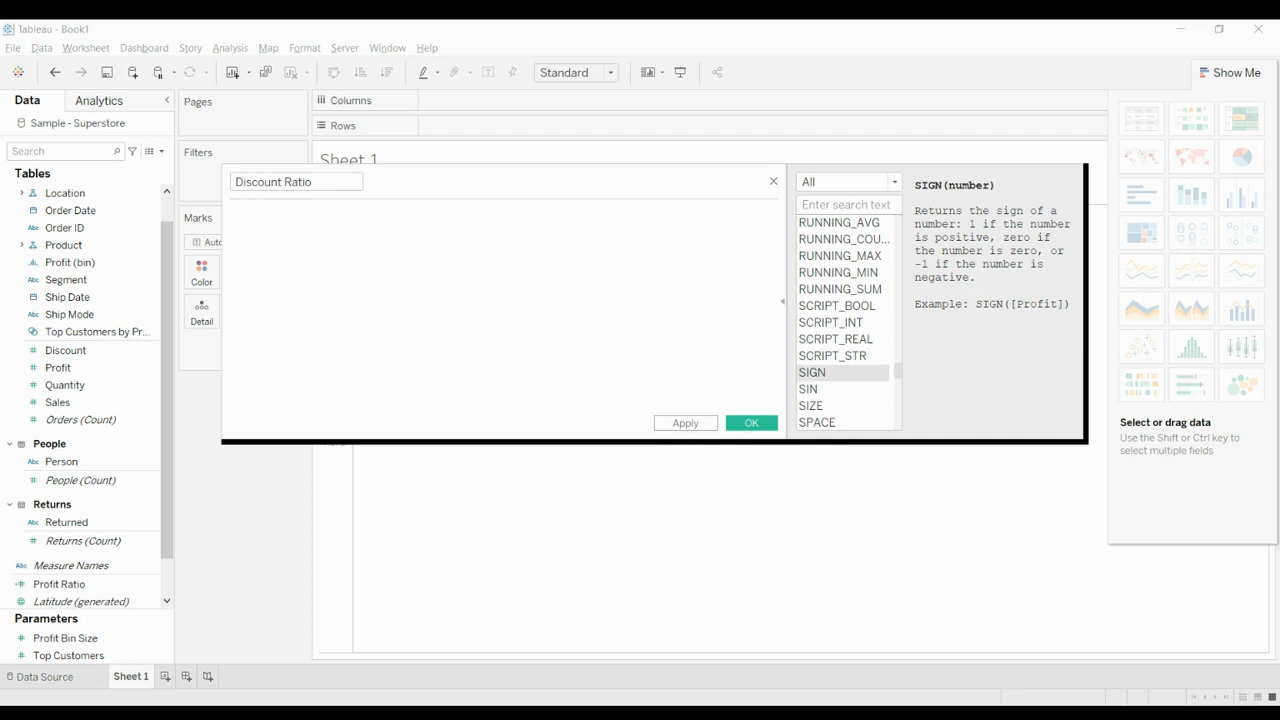 Tableau - Book1
File Data Worksheet Dashboard Story Analysis Map Format Server Window Help
Standard
Show Me
Data Analytics
Sample - Superstore
Search
Tables
Location
Order Date
Order ID
Product
Profit (bin)
Segment
Ship Date
Ship Mode
Top Customers by Pr...
Discount
Profit
Quantity
Sales
Orders (Count)
People
Person
People (Count)
Returns
Returned
Returns (Count)
Measure Names
Profit Ratio
Latitude (generated)
Parameters
Profit Bin Size
Top Customers
Pages
Filters
Marks
Color
Detail
Columns
Rows
Sheet 1
Discount Ratio
Apply
OK
All
Enter search text
RUNNING_AVG
RUNNING_COU...
RUNNING_MAX
RUNNING_MIN
RUNNING_SUM
SCRIPT_BOOL
SCRIPT_INT
SCRIPT_REAL
SCRIPT_STR
SIGN
SIN
SIZE
SPACE
SIGN(number)
Returns the sign of a
number: 1 if the number
is positive, zero if
the number is zero, or
-1 if the number is
negative.
Example: SIGN([Profit])
Select or drag data
Use the Shift or Ctrl key to
select multiple fields
Data Source
Sheet 1